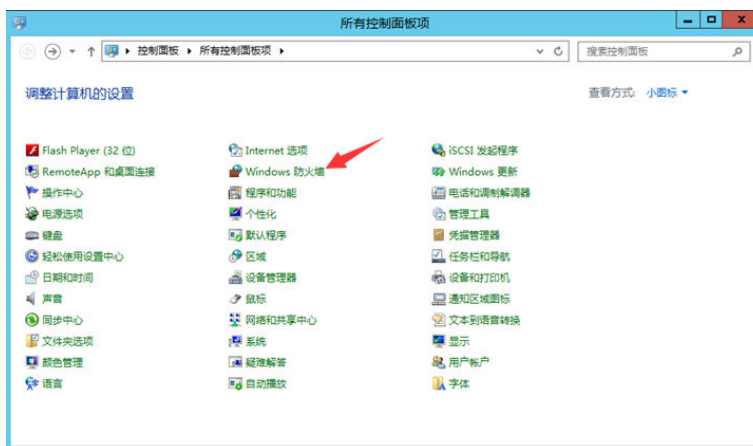 所有控制面板项
控制面板 ▸ 所有控制面板项 ▸
搜索控制面板
调整计算机的设置
查看方式: 小图标
Flash Player (32 位)
Internet 选项
iSCSI 发起程序
RemoteApp 和桌面连接
Windows 防火墙
Windows 更新
操作中心
程序和功能
电话和调制解调器
电源选项
个性化
管理工具
键盘
默认程序
凭据管理器
轻松使用设置中心
区域
任务栏和导航
日期和时间
设备管理器
设备和打印机
声音
鼠标
通知区域图标
同步中心
网络和共享中心
文本到语音转换
文件夹选项
系统
显示
颜色管理
疑难解答
用户帐户
语言
自动播放
字体